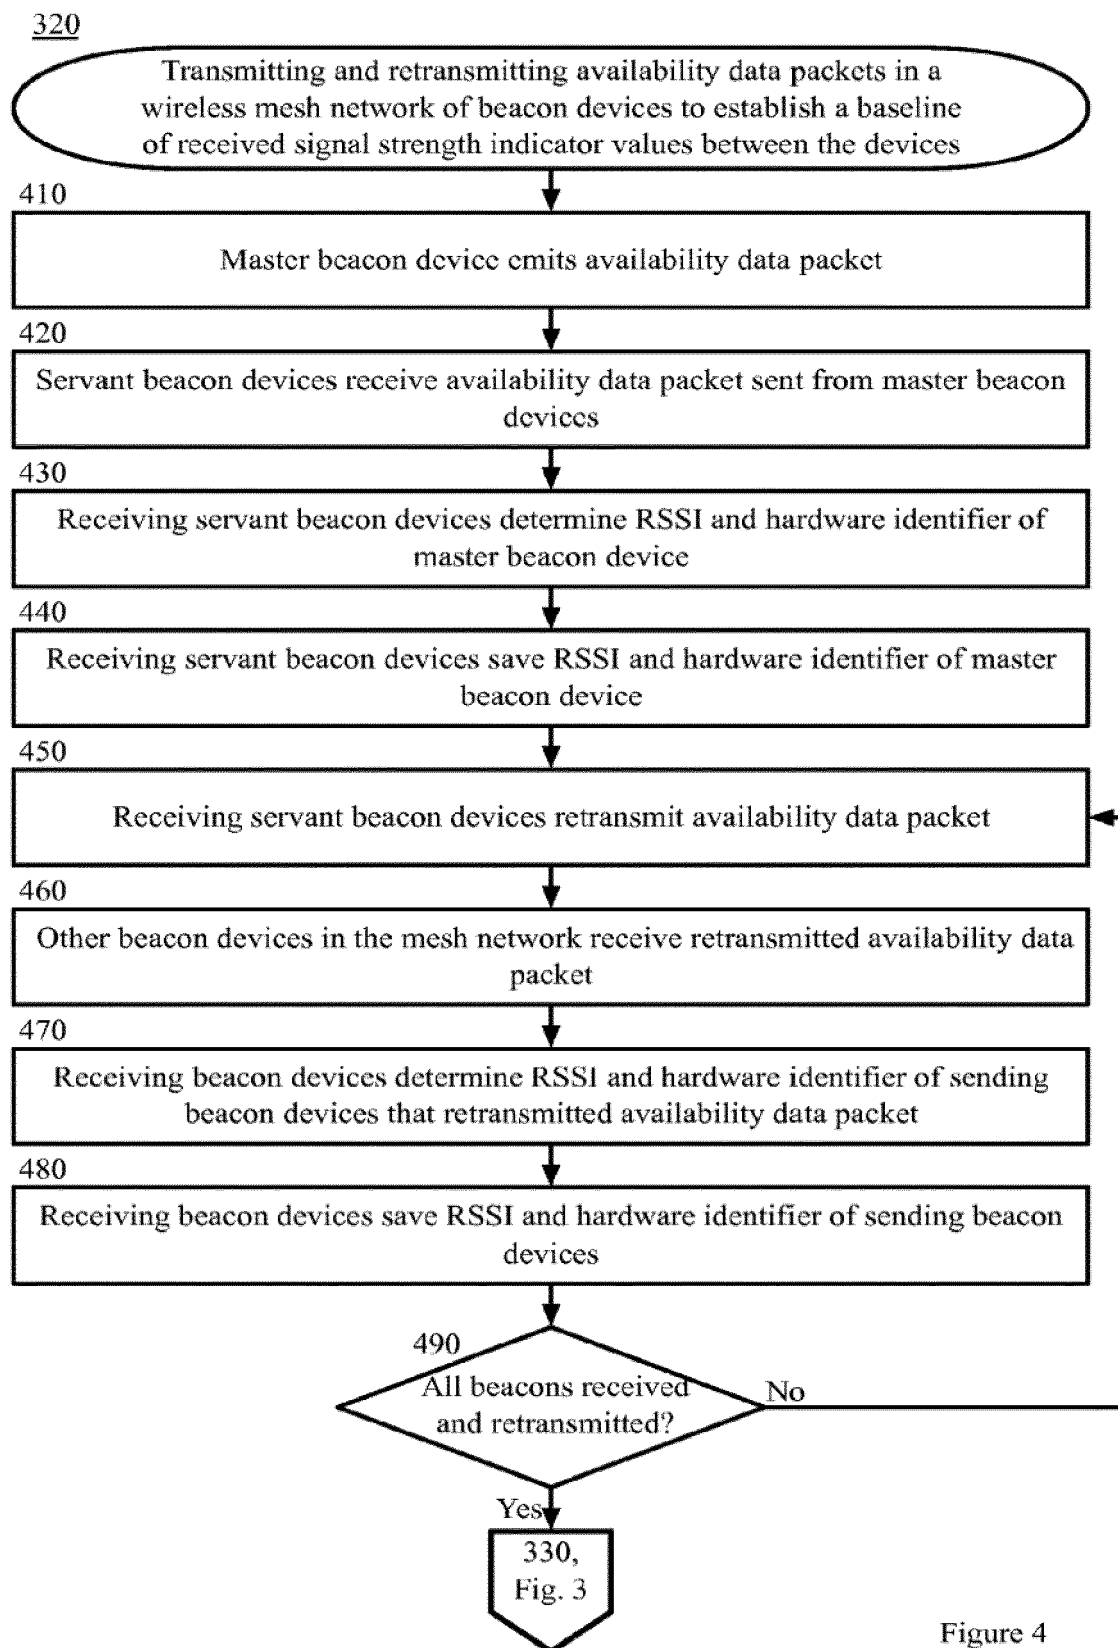 320
Transmitting and retransmitting availability data packets in a
wireless mesh network of beacon devices to establish a baseline
of received signal strength indicator values between the devices
410
Master beacon device emits availability data packet
420
Servant beacon devices receive availability data packet sent from master beacon
devices
430
Receiving servant beacon devices determine RSSI and hardware identifier of
master beacon device
440
Receiving servant beacon devices save RSSI and hardware identifier of master
beacon device
450
Receiving servant beacon devices retransmit availability data packet
460
Other beacon devices in the mesh network receive retransmitted availability data
packet
470
Receiving beacon devices determine RSSI and hardware identifier of sending
beacon devices that retransmitted availability data packet
480
Receiving beacon devices save RSSI and hardware identifier of sending beacon
devices
490
All beacons received
and retransmitted?
No
Yes
330,
Fig. 3
Figure 4